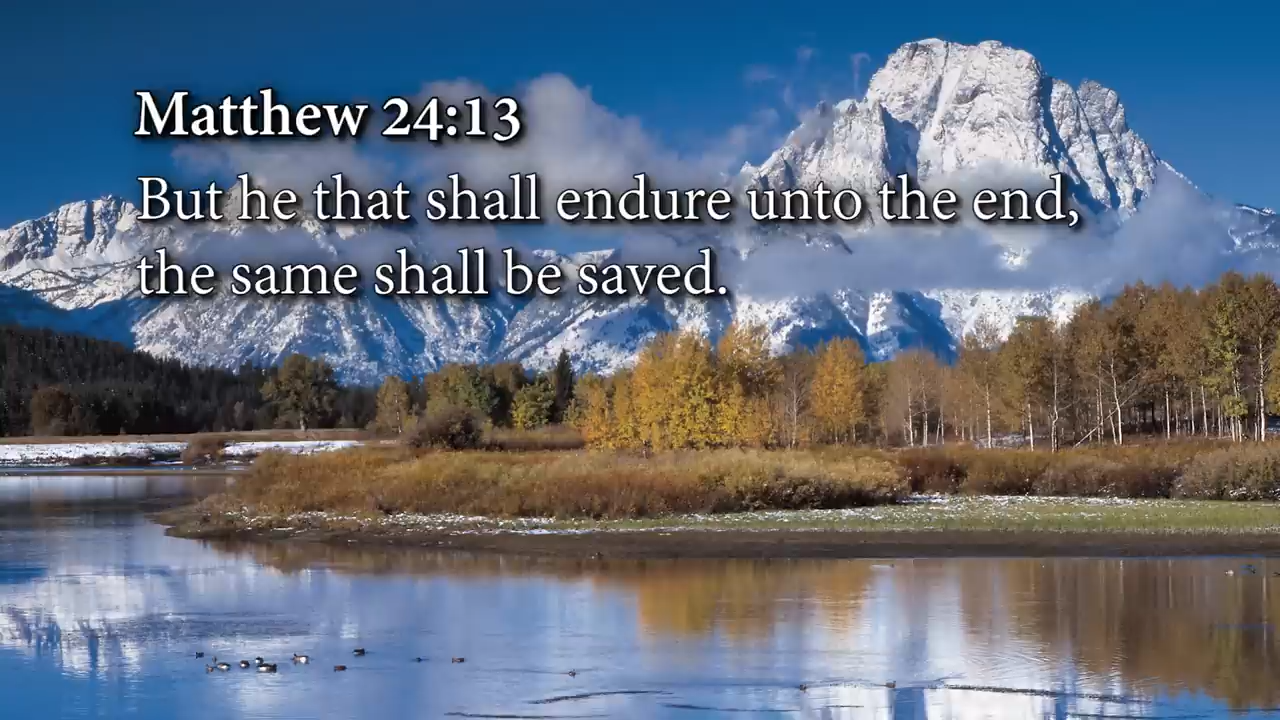 Matthew 24:13
But he that shall endure unto the end,
the same shall be saved.